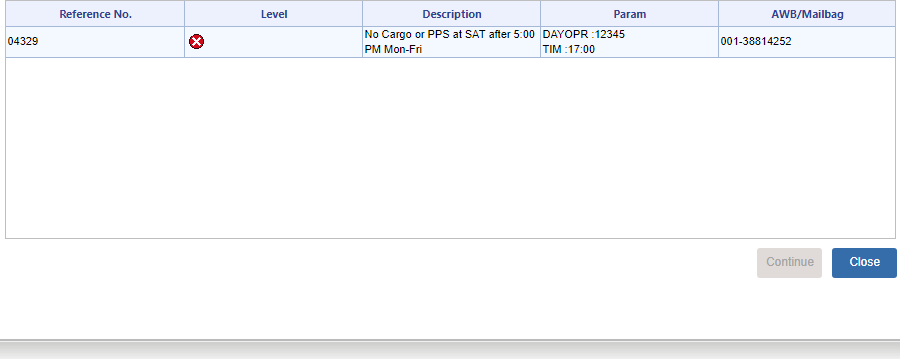 Reference No. Level Description Param AWB/Mailbag
04329 No Cargo or PPS at SAT after 5:00 DAYOPR :12345 001-38814252
PM Mon-Fri TIM :17:00
Continue Close